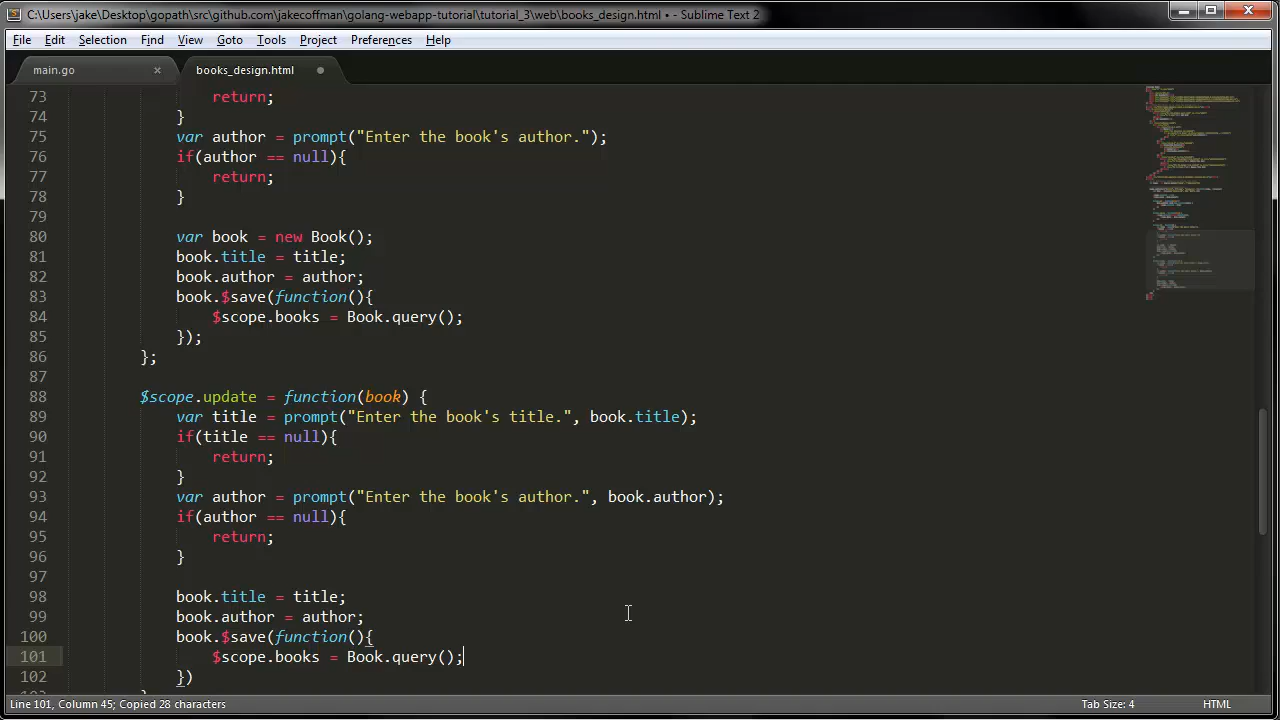 C:\Users\jake\Desktop\gopath\src\github.com\jakecoffman\golang-webapp-tutorial\tutorial_3\web\books_design.html • - Sublime Text 2
File Edit Selection Find View Goto Tools Project Preferences Help
main.go × books_design.html
73 return;
74 }
75 var author = prompt("Enter the book's author.");
76 if(author == null){
77 return;
78 }
79
80 var book = new Book();
81 book.title = title;
82 book.author = author;
83 book.$save(function(){
84 $scope.books = Book.query();
85 });
86 };
87
88 $scope.update = function(book) {
89 var title = prompt("Enter the book's title.", book.title);
90 if(title == null){
91 return;
92 }
93 var author = prompt("Enter the book's author.", book.author);
94 if(author == null){
95 return;
96 }
97
98 book.title = title;
99 book.author = author;
100 book.$save(function(){
101 $scope.books = Book.query();
102 })
Line 101, Column 45; Copied 28 characters Tab Size: 4 HTML